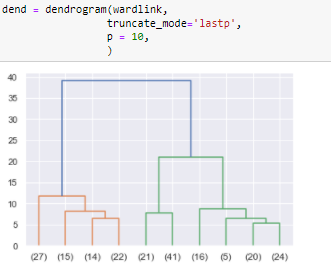 dend = dendrogram(wardlink,
truncate_mode='lastp',
p = 10,
)
40
35
30
25
20
15
10
5
0
(27) (15) (14) (22) (21) (41) (16) (5) (20) (24)